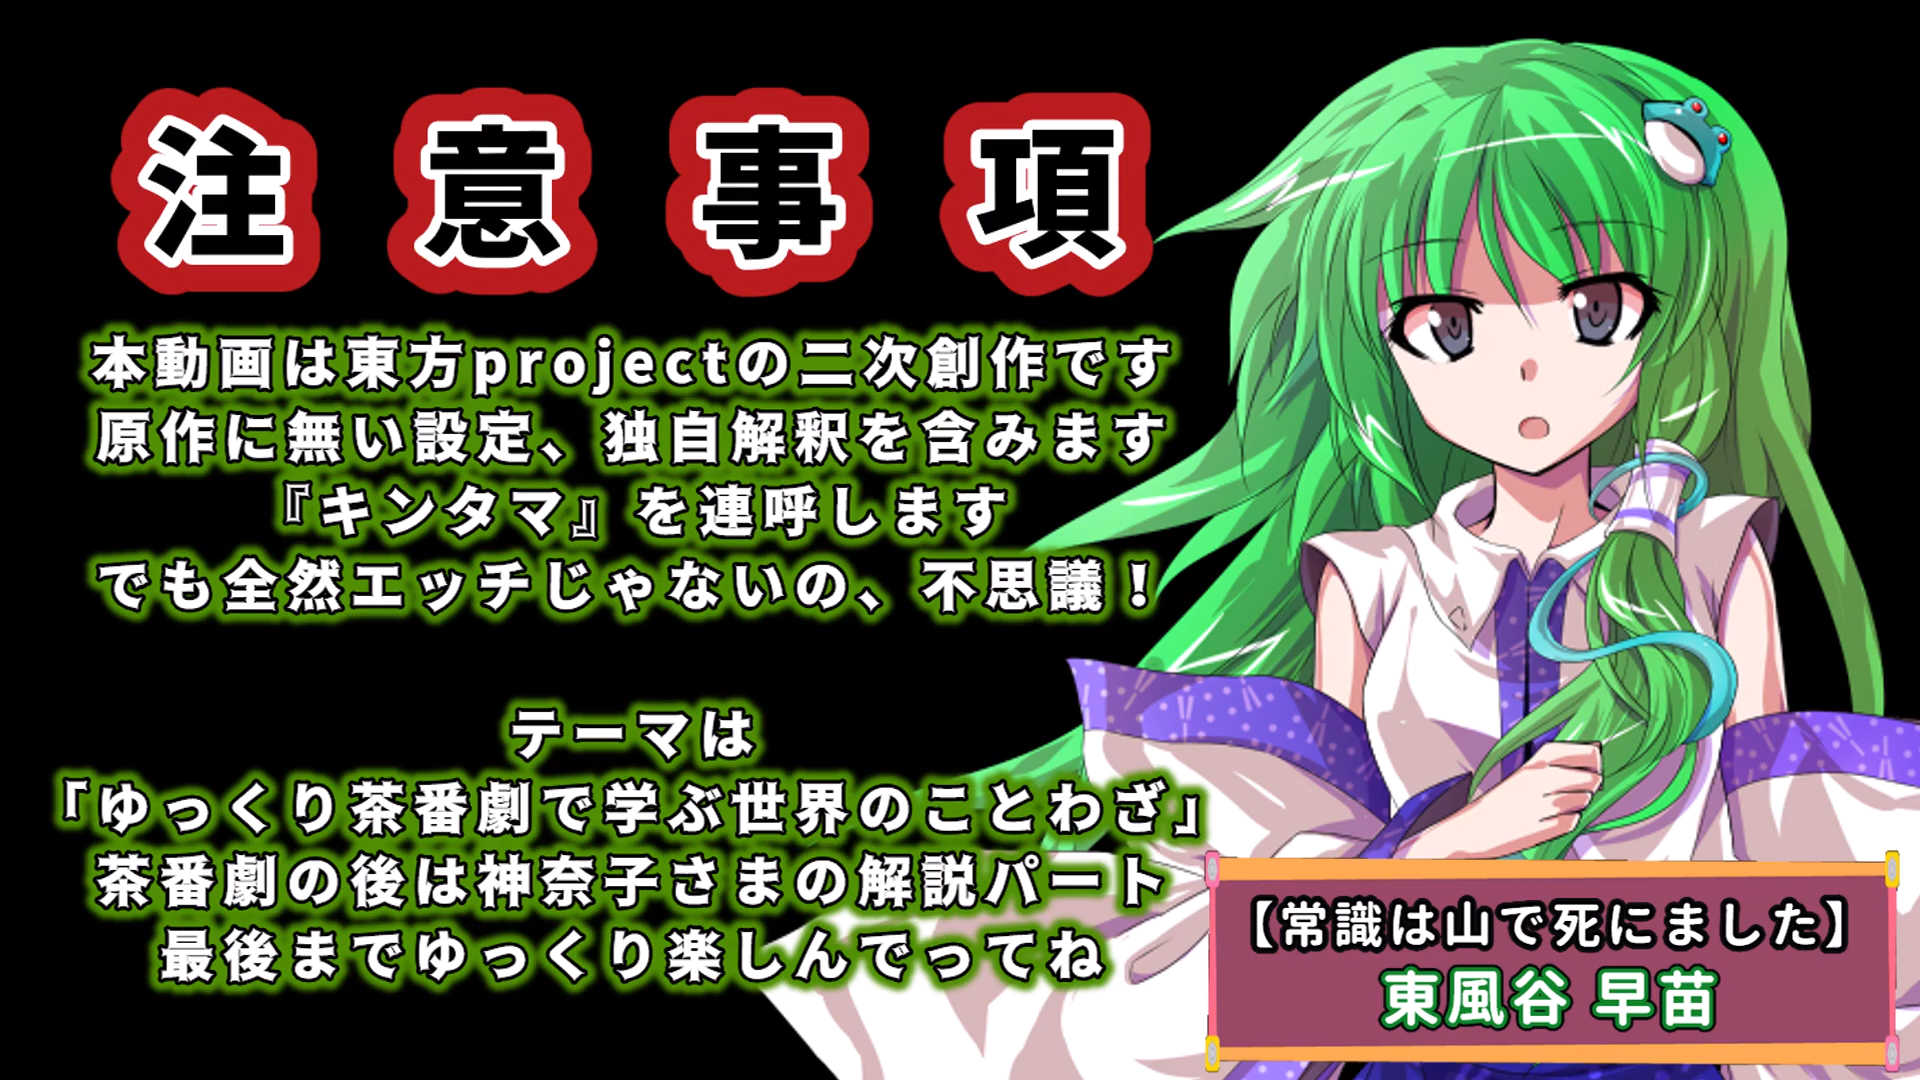 注意事項
本動画は東方projectの二次創作です
原作に無い設定、独自解釈を含みます
『キンタマ』を連呼します
でも全然エッチじゃないの、不思議！
テーマは
「ゆっくり茶番劇で学ぶ世界のことわざ」
茶番劇の後は神奈子さまの解説パート
最後までゆっくり楽しんでってね
【常識は山で死にました】
東風谷 早苗